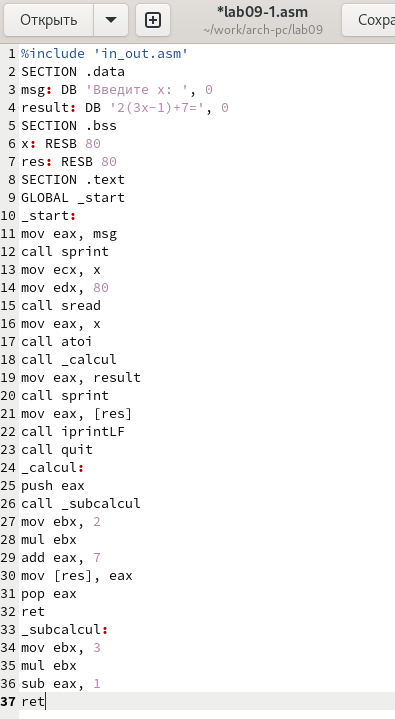 Открыть
*lab09-1.asm
~/work/arch-pc/lab09
Сохра
1 %include 'in_out.asm'
2 SECTION .data
3 msg: DB 'Введите x: ', 0
4 result: DB '2(3x-1)+7=', 0
5 SECTION .bss
6 x: RESB 80
7 res: RESB 80
8 SECTION .text
9 GLOBAL _start
10 _start:
11 mov eax, msg
12 call sprint
13 mov ecx, x
14 mov edx, 80
15 call sread
16 mov eax, x
17 call atoi
18 call _calcul
19 mov eax, result
20 call sprint
21 mov eax, [res]
22 call iprintLF
23 call quit
24 _calcul:
25 push eax
26 call _subcalcul
27 mov ebx, 2
28 mul ebx
29 add eax, 7
30 mov [res], eax
31 pop eax
32 ret
33 _subcalcul:
34 mov ebx, 3
35 mul ebx
36 sub eax, 1
37 ret